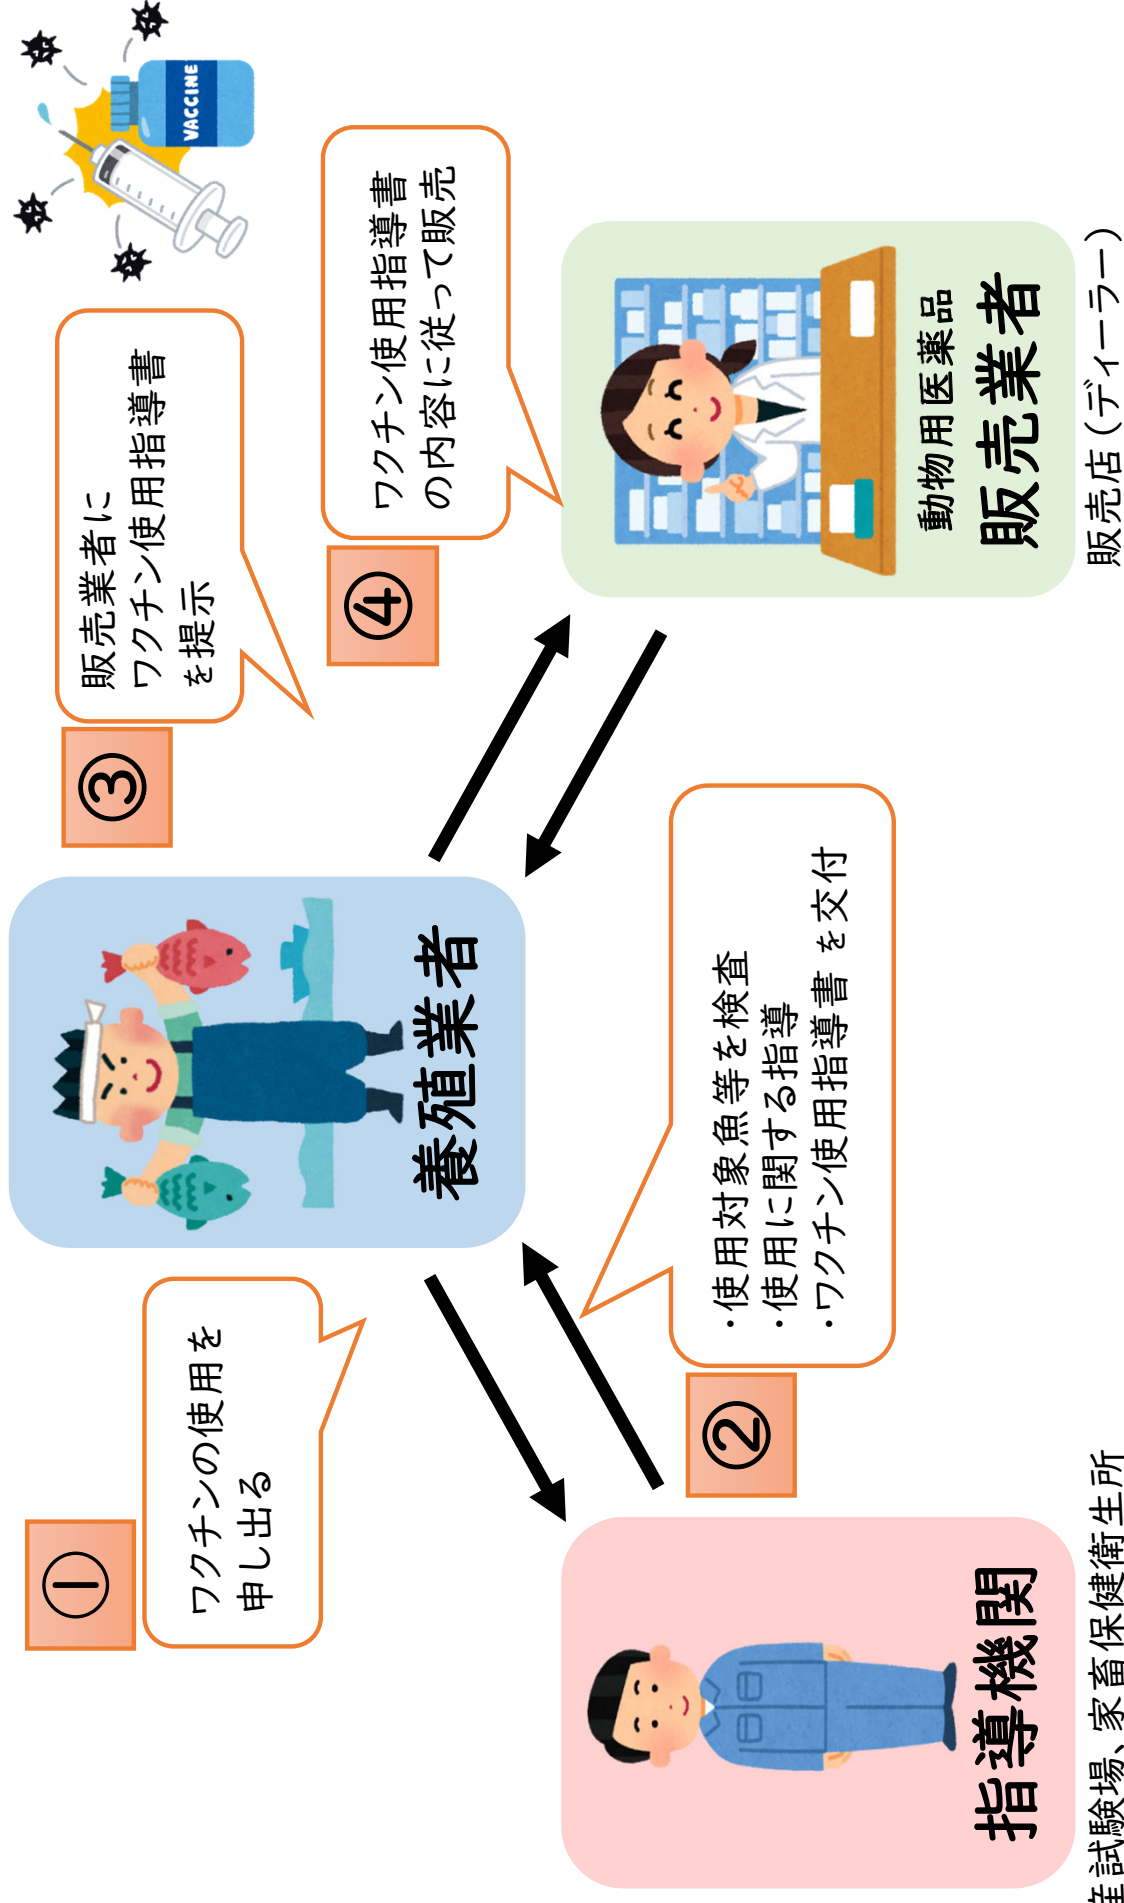 ①
ワクチンの使用を
申し出る
養殖業者
③
販売業者に
ワクチン使用指導書
を提示
VACCINE
④
ワクチン使用指導書
の内容に従って販売
②
・使用対象魚等を検査
・使用に関する指導
・ワクチン使用指導書 を交付
指導機関
試験場、家畜保健衛生所
動物用医薬品
販売業者
販売店(ディーラー)